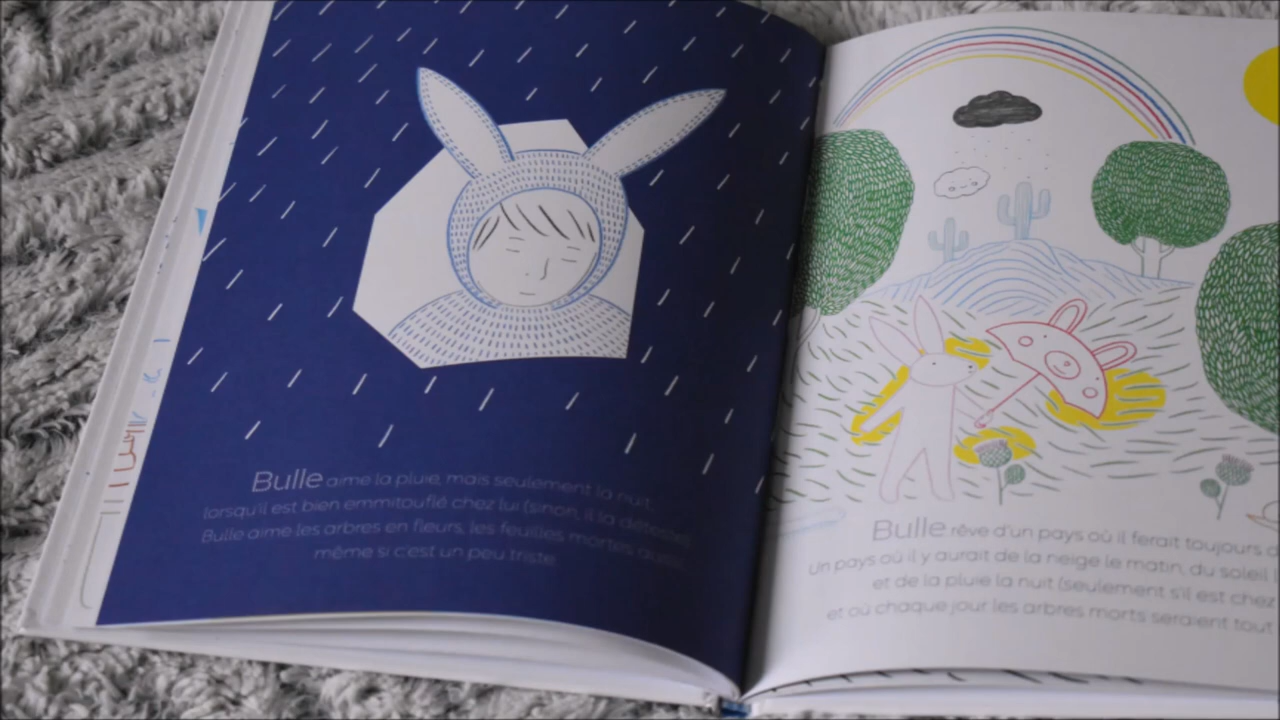 Bulle aime la pluie, mais seulement la nuit,
lorsqu'il est bien emmitouflé chez lui (sinon, il la déteste).
Bulle aime les arbres en fleurs, les feuilles mortes aussi,
même si c'est un peu triste.
Bulle rêve d'un pays où il ferait toujours
Un pays où il y aurait de la neige le matin, du soleil
et de la pluie la nuit (seulement s'il est chez
et où chaque jour les arbres morts seraient tout